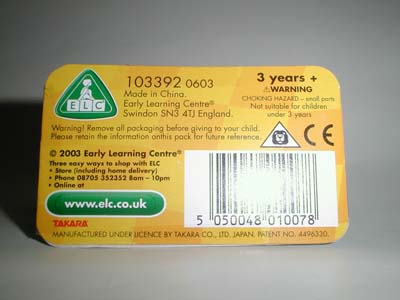 ELC
103392 0603
Made in China.
Early Learning Centre®
Swindon SN3 4TJ England.
3 years +
⚠WARNING
CHOKING HAZARD – small parts
Not suitable for children
under 3 years
Warning! Remove all packaging before giving to your child.
Please retain the information onthis pack for future reference.
CE
© 2003 Early Learning Centre®
Three easy ways to shop with ELC
• Store (including home delivery)
• Phone 08705 352352 8am – 10pm
• Online at
www.elc.co.uk
5 050048 010078
TAKARA
MANUFACTURED UNDER LICENCE BY TAKARA CO., LTD. JAPAN. PATENT NO. 4496330.